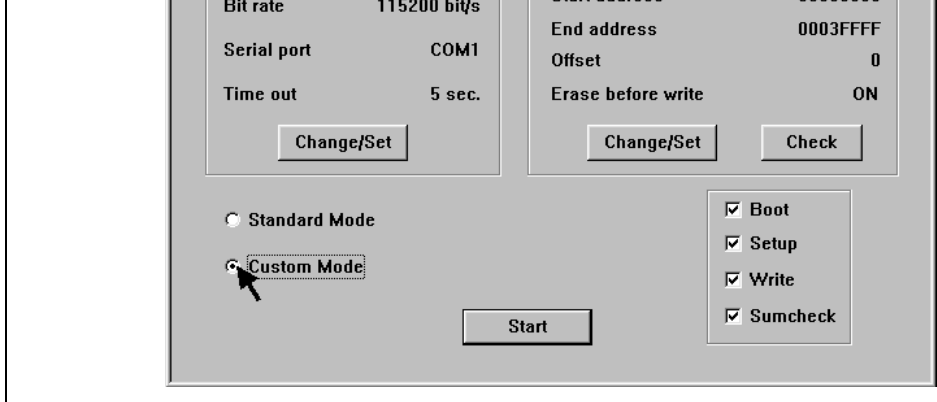 Bit rate 115200 bit/s
Serial port COM1
Time out 5 sec.
Change/Set
End address 0003FFFF
Offset 0
Erase before write ON
Change/Set Check
Standard Mode
Custom Mode
Boot
Setup
Write
Sumcheck
Start